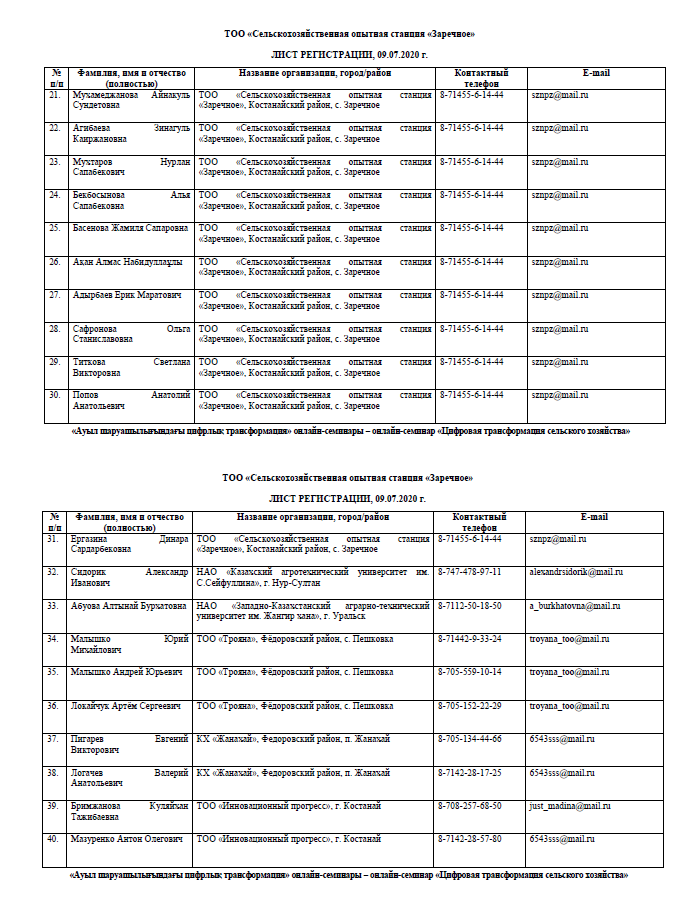 ТОО «Сельскохозяйственная опытная станция «Заречное»
ЛИСТ РЕГИСТРАЦИИ, 09.07.2020 г.
№ п/п Фамилия, имя и отчество (полностью) Название организации, город/район Контактный телефон E-mail
21. Мухамеджанова Айнакуль ТОО «Сельскохозяйственная опытная станция 8-71455-6-14-44 sznpz@mail.ru
Сундетовна «Заречное», Костанайский район, с. Заречное
22. Агибаева Зинагуль ТОО «Сельскохозяйственная опытная станция 8-71455-6-14-44 sznpz@mail.ru
Каиржановна «Заречное», Костанайский район, с. Заречное
23. Мухтаров Нурлан ТОО «Сельскохозяйственная опытная станция 8-71455-6-14-44 sznpz@mail.ru
Сапабекович «Заречное», Костанайский район, с. Заречное
24. Бекбосынова Алья ТОО «Сельскохозяйственная опытная станция 8-71455-6-14-44 sznpz@mail.ru
Сапабековна «Заречное», Костанайский район, с. Заречное
25. Басенова Жамиля Сапаровна ТОО «Сельскохозяйственная опытная станция 8-71455-6-14-44 sznpz@mail.ru
«Заречное», Костанайский район, с. Заречное
26. Ақан Алмас Набидуллаұлы ТОО «Сельскохозяйственная опытная станция 8-71455-6-14-44 sznpz@mail.ru
«Заречное», Костанайский район, с. Заречное
27. Адырбаев Ерик Маратович ТОО «Сельскохозяйственная опытная станция 8-71455-6-14-44 sznpz@mail.ru
«Заречное», Костанайский район, с. Заречное
28. Сафронова Ольга ТОО «Сельскохозяйственная опытная станция 8-71455-6-14-44 sznpz@mail.ru
Станиславовна «Заречное», Костанайский район, с. Заречное
29. Титкова Светлана ТОО «Сельскохозяйственная опытная станция 8-71455-6-14-44 sznpz@mail.ru
Викторовна «Заречное», Костанайский район, с. Заречное
30. Попов Анатолий ТОО «Сельскохозяйственная опытная станция 8-71455-6-14-44 sznpz@mail.ru
Анатольевич «Заречное», Костанайский район, с. Заречное
«Ауыл шаруашылығындағы цифрлық трансформация» онлайн-семинары – онлайн-семинар «Цифровая трансформация сельского хозяйства»
ТОО «Сельскохозяйственная опытная станция «Заречное»
ЛИСТ РЕГИСТРАЦИИ, 09.07.2020 г.
№ п/п Фамилия, имя и отчество (полностью) Название организации, город/район Контактный телефон E-mail
31. Ергазина Динара ТОО «Сельскохозяйственная опытная станция 8-71455-6-14-44 sznpz@mail.ru
Сардарбековна «Заречное», Костанайский район, с. Заречное
32. Сидорик Александр НАО «Казахский агротехнический университет им. 8-747-478-97-11 alexandrsidorik@mail.ru
Иванович С.Сейфуллина», г. Нур-Султан
33. Абуова Алтынай Бурхатовна НАО «Западно-Казахстанский аграрно-технический 8-7112-50-18-50 a_burkhatovna@mail.ru
университет им. Жангир хана», г. Уральск
34. Малышко Юрий ТОО «Трояна», Фёдоровский район, с. Пешковка 8-71442-9-33-24 troyana_too@mail.ru
Михайлович
35. Малышко Андрей Юрьевич ТОО «Трояна», Фёдоровский район, с. Пешковка 8-705-559-10-14 troyana_too@mail.ru
36. Локайчук Артём Сергеевич ТОО «Трояна», Фёдоровский район, с. Пешковка 8-705-152-22-29 troyana_too@mail.ru
37. Пигарев Евгений КХ «Жанахай», Федоровский район, п. Жанахай 8-705-134-44-66 6543sss@mail.ru
Викторович
38. Логачев Валерий КХ «Жанахай», Федоровский район, п. Жанахай 8-7142-28-17-25 6543sss@mail.ru
Анатольевич
39. Бримжанова Куляйхан ТОО «Инновационный прогресс», г. Костанай 8-708-257-68-50 just_madina@mail.ru
Тажибаевна
40. Мазуренко Антон Олегович ТОО «Инновационный прогресс», г. Костанай 8-7142-28-57-80 6543sss@mail.ru
«Ауыл шаруашылығындағы цифрлық трансформация» онлайн-семинары – онлайн-семинар «Цифровая трансформация сельского хозяйства»